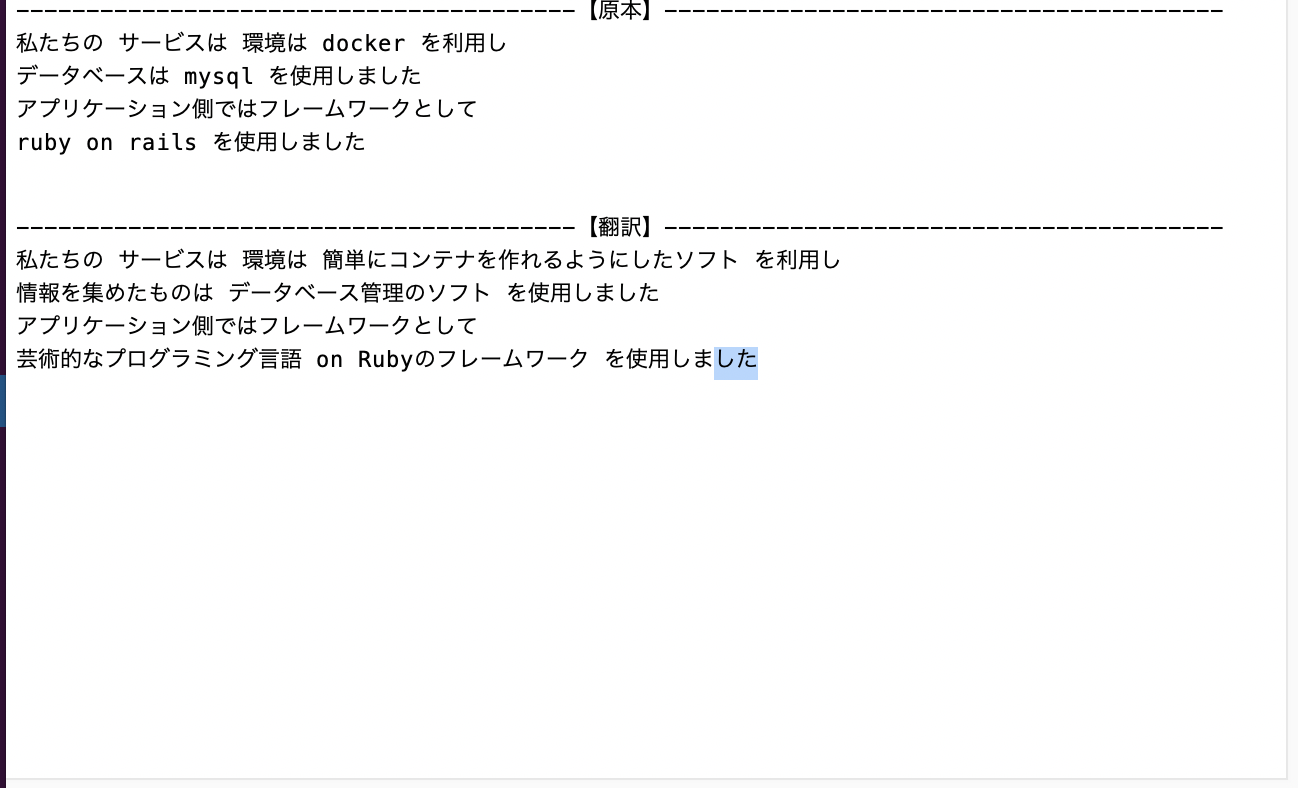 ----------------------------------------【原本】----------------------------------------
私たちの サービスは 環境は docker を利用し
データベースは mysql を使用しました
アプリケーション側ではフレームワークとして
ruby on rails を使用しました
----------------------------------------【翻訳】----------------------------------------
私たちの サービスは 環境は 簡単にコンテナを作れるようにしたソフト を利用し
情報を集めたものは データベース管理のソフト を使用しました
アプリケーション側ではフレームワークとして
芸術的なプログラミング言語 on Rubyのフレームワーク を使用しました